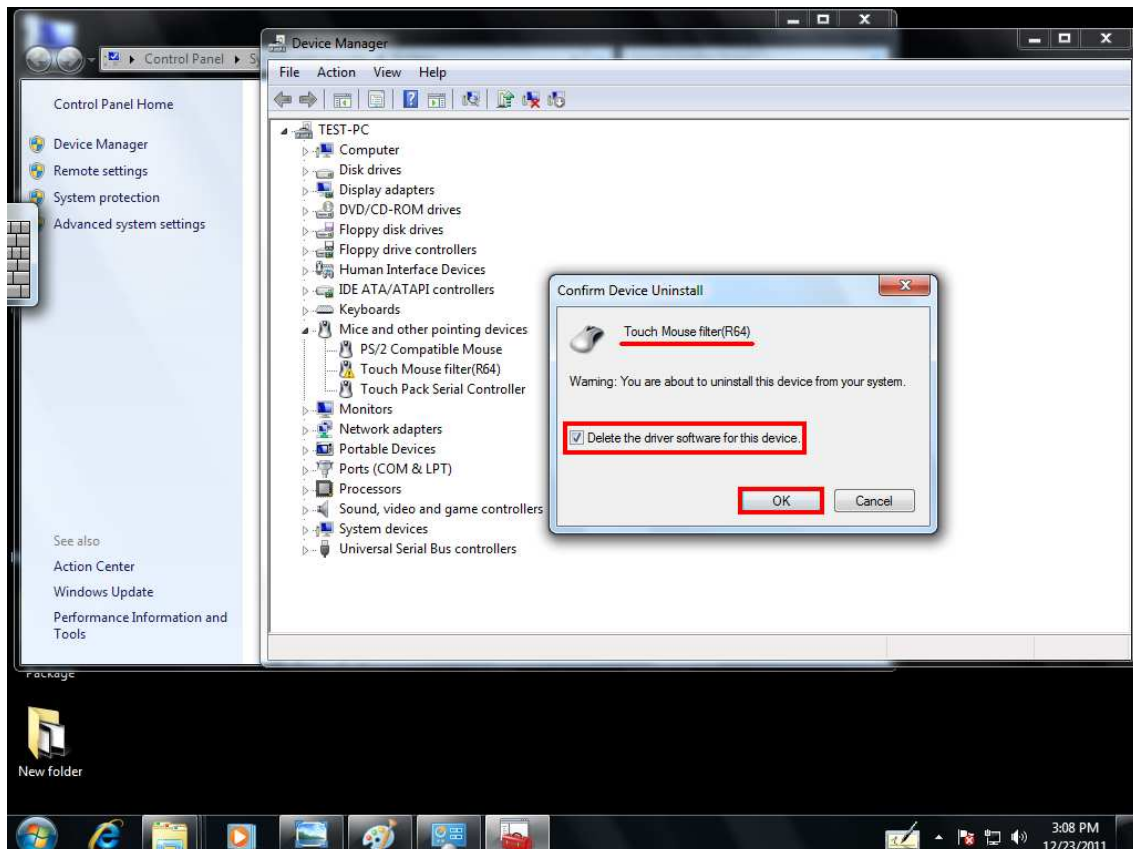 Control Panel
Device Manager
File Action View Help
Control Panel Home
Device Manager
Remote settings
System protection
Advanced system settings
See also
Action Center
Windows Update
Performance Information and
Tools
TEST-PC
Computer
Disk drives
Display adapters
DVD/CD-ROM drives
Floppy disk drives
Floppy drive controllers
Human Interface Devices
IDE ATA/ATAPI controllers
Keyboards
Mice and other pointing devices
PS/2 Compatible Mouse
Touch Mouse filter(R64)
Touch Pack Serial Controller
Monitors
Network adapters
Portable Devices
Ports (COM & LPT)
Processors
Sound, video and game controllers
System devices
Universal Serial Bus controllers
Confirm Device Uninstall
Touch Mouse filter(R64)
Warning: You are about to uninstall this device from your system.
Delete the driver software for this device.
OK Cancel
Package
New folder
3:08 PM
12/23/2011